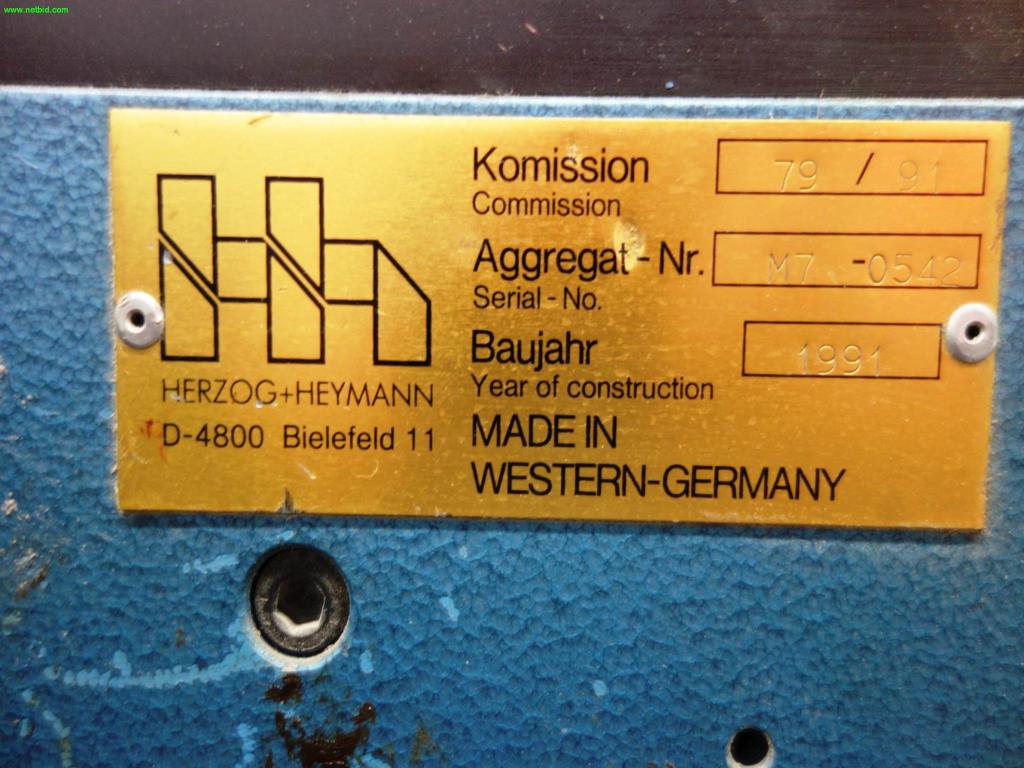 www.netbid.com
Komission 79 / 91
Commission
Aggregat-Nr. M7 -0542
Serial-No.
Baujahr 1991
Year of construction
HERZOG+HEYMANN
D-4800 Bielefeld 11
MADE IN
WESTERN-GERMANY